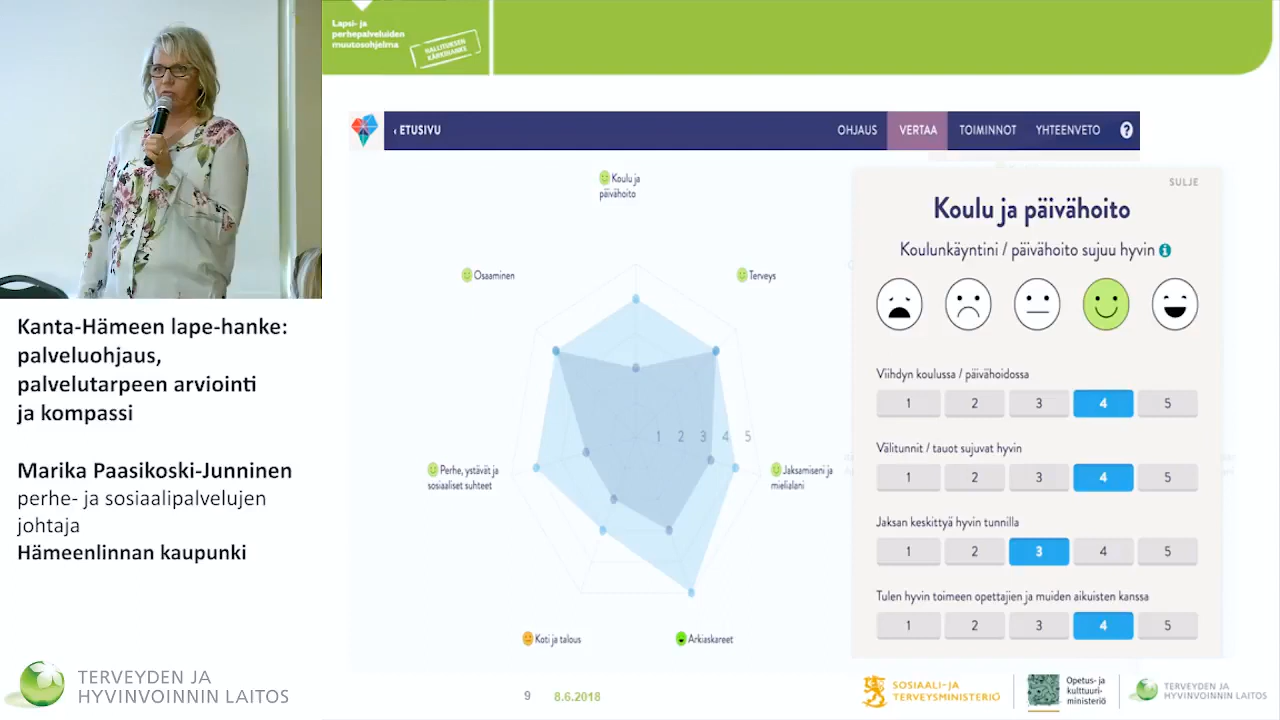 Lapsi- ja
perhepalveluiden
muutosohjelma
HALLITUKSEN
KÄRKIHANKE
‹ ETUSIVU
OHJAUS
VERTAA
TOIMINNOT
YHTEENVETO
?
Koulu ja
päivähoito
Osaaminen
Terveys
1 2 3 4 5
Perhe, ystävät ja
sosiaaliset suhteet
Jaksamiseni ja
mielialani
Koti ja talous
Arkiaskareet
SULJE
Koulu ja päivähoito
Koulunkäyntini / päivähoito sujuu hyvin i
Viihdyn koulussa / päivähoidossa
1 2 3 4 5
Välitunnit / tauot sujuvat hyvin
1 2 3 4 5
Jaksan keskittyä hyvin tunnilla
1 2 3 4 5
Tulen hyvin toimeen opettajien ja muiden aikuisten kanssa
1 2 3 4 5
Kanta-Hämeen lape-hanke:
palveluohjaus,
palvelutarpeen arviointi
ja kompassi
Marika Paasikoski-Junninen
perhe- ja sosiaalipalvelujen
johtaja
Hämeenlinnan kaupunki
TERVEYDEN JA
HYVINVOINNIN LAITOS
9
8.6.2018
SOSIAALI- JA
TERVEYSMINISTERIÖ
Opetus- ja
kulttuuri-
ministeriö
TERVEYDEN JA
HYVINVOINNIN LAITOS